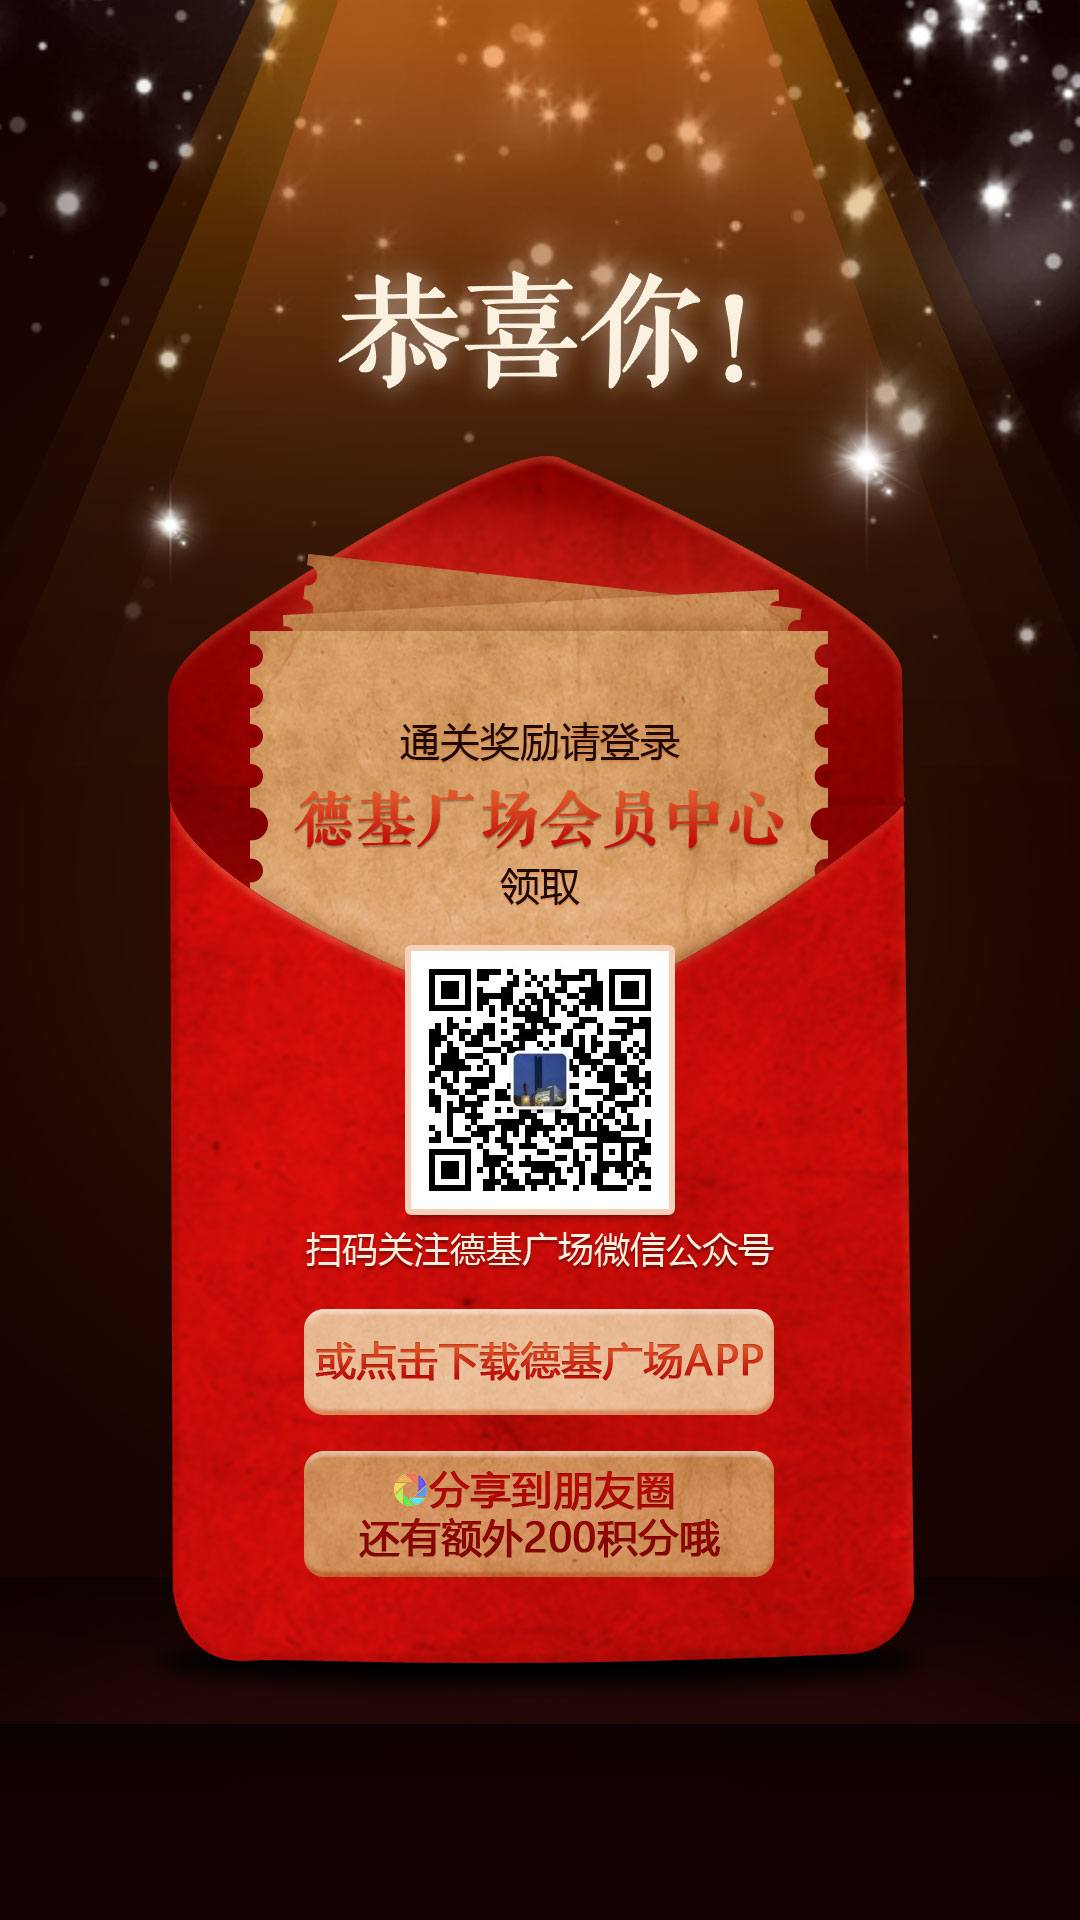 恭喜你!
通关奖励请登录
德基广场会员中心
领取
扫码关注德基广场微信公众号
或点击下载德基广场APP
分享到朋友圈
还有额外200积分哦